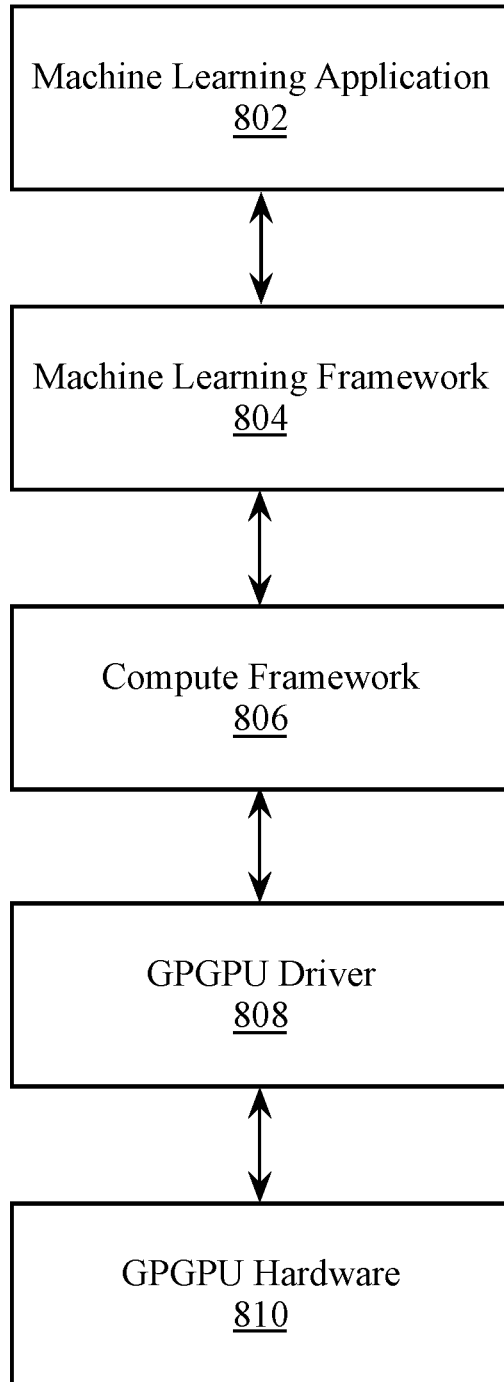 Machine Learning Application
802
Machine Learning Framework
804
Compute Framework
806
GPGPU Driver
808
GPGPU Hardware
810